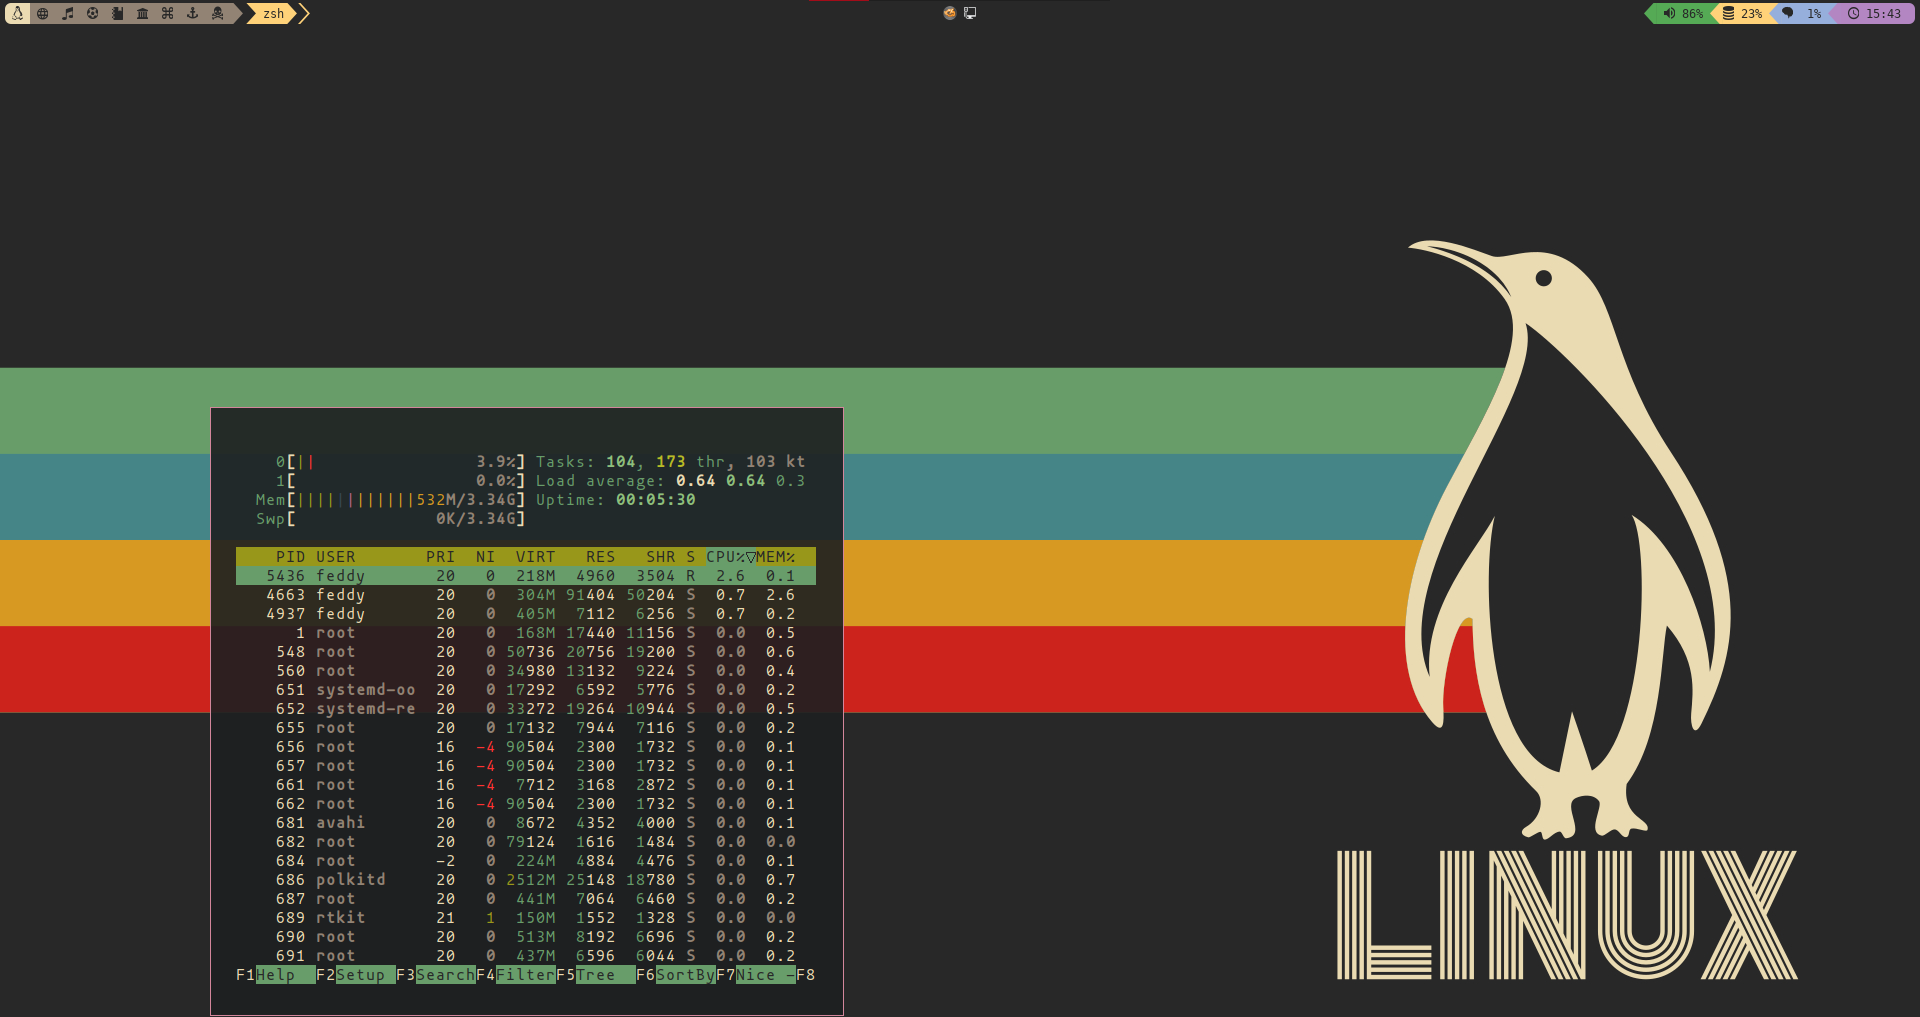 zsh
86% 23% 1% 15:43
0[|| 3.9%] Tasks: 104, 173 thr, 103 kt
1[ 0.0%] Load average: 0.64 0.64 0.3
Mem[||||||||||||532M/3.34G] Uptime: 00:05:30
Swp[ 0K/3.34G]
PID USER PRI NI VIRT RES SHR S CPU%▽MEM%
5436 feddy 20 0 218M 4960 3504 R 2.6 0.1
4663 feddy 20 0 304M 91404 50204 S 0.7 2.6
4937 feddy 20 0 405M 7112 6256 S 0.7 0.2
1 root 20 0 168M 17440 11156 S 0.0 0.5
548 root 20 0 50736 20756 19200 S 0.0 0.6
560 root 20 0 34980 13132 9224 S 0.0 0.4
651 systemd-oo 20 0 17292 6592 5776 S 0.0 0.2
652 systemd-re 20 0 33272 19264 10944 S 0.0 0.5
655 root 20 0 17132 7944 7116 S 0.0 0.2
656 root 16 -4 90504 2300 1732 S 0.0 0.1
657 root 16 -4 90504 2300 1732 S 0.0 0.1
661 root 16 -4 7712 3168 2872 S 0.0 0.1
662 root 16 -4 90504 2300 1732 S 0.0 0.1
681 avahi 20 0 8672 4352 4000 S 0.0 0.1
682 root 20 0 79124 1616 1484 S 0.0 0.0
684 root -2 0 224M 4884 4476 S 0.0 0.1
686 polkitd 20 0 2512M 25148 18780 S 0.0 0.7
687 root 20 0 441M 7064 6460 S 0.0 0.2
689 rtkit 21 1 150M 1552 1328 S 0.0 0.0
690 root 20 0 513M 8192 6696 S 0.0 0.2
691 root 20 0 437M 6596 6044 S 0.0 0.2
F1Help F2Setup F3SearchF4FilterF5Tree F6SortByF7Nice -F8
LINUX